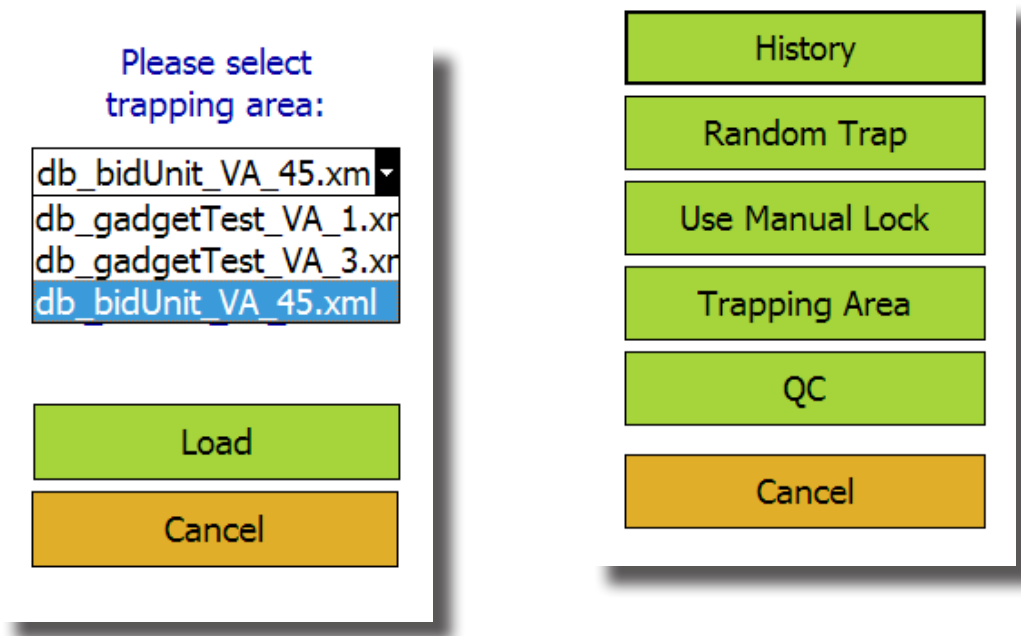 Please select
trapping area:
db_bidUnit_VA_45.xm
db_gadgetTest_VA_1.xr
db_gadgetTest_VA_3.xr
db_bidUnit_VA_45.xml
Load
Cancel
History
Random Trap
Use Manual Lock
Trapping Area
QC
Cancel